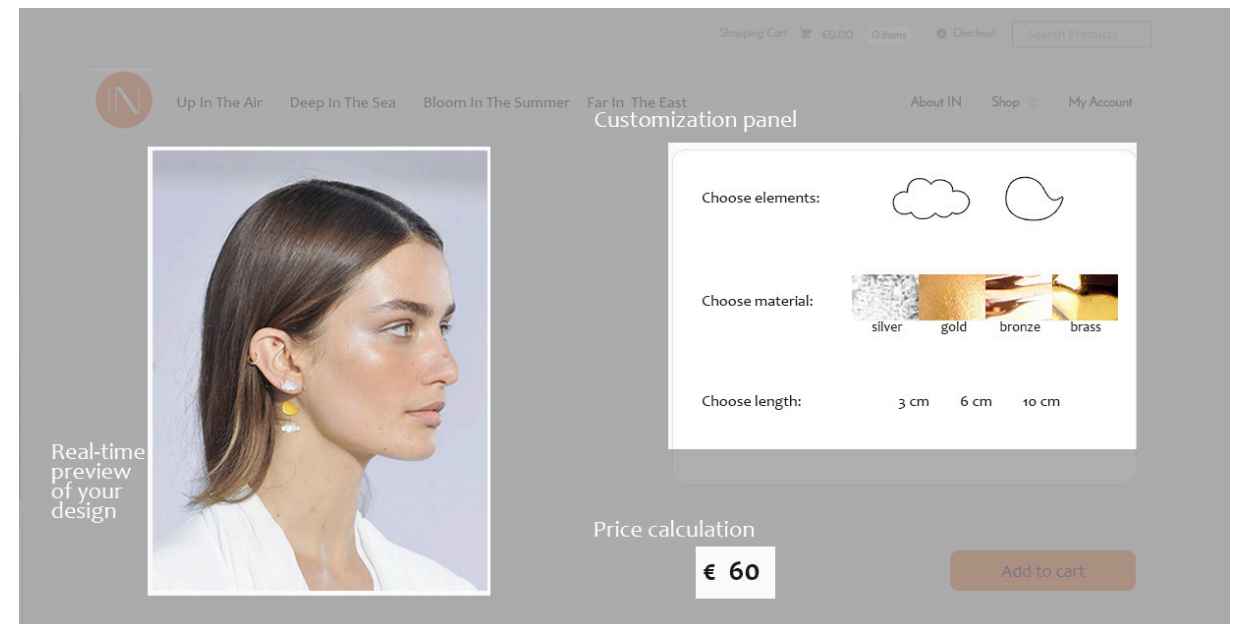 Shopping Cart €0.00 0 items Checkout Search Products
IN
Up In The Air Deep In The Sea Bloom In The Summer Far In The East About IN Shop My Account
Customization panel
Choose elements:
Choose material:
silver gold bronze brass
Choose length: 3 cm 6 cm 10 cm
Real-time
preview
of your
design
Price calculation
€ 60
Add to cart